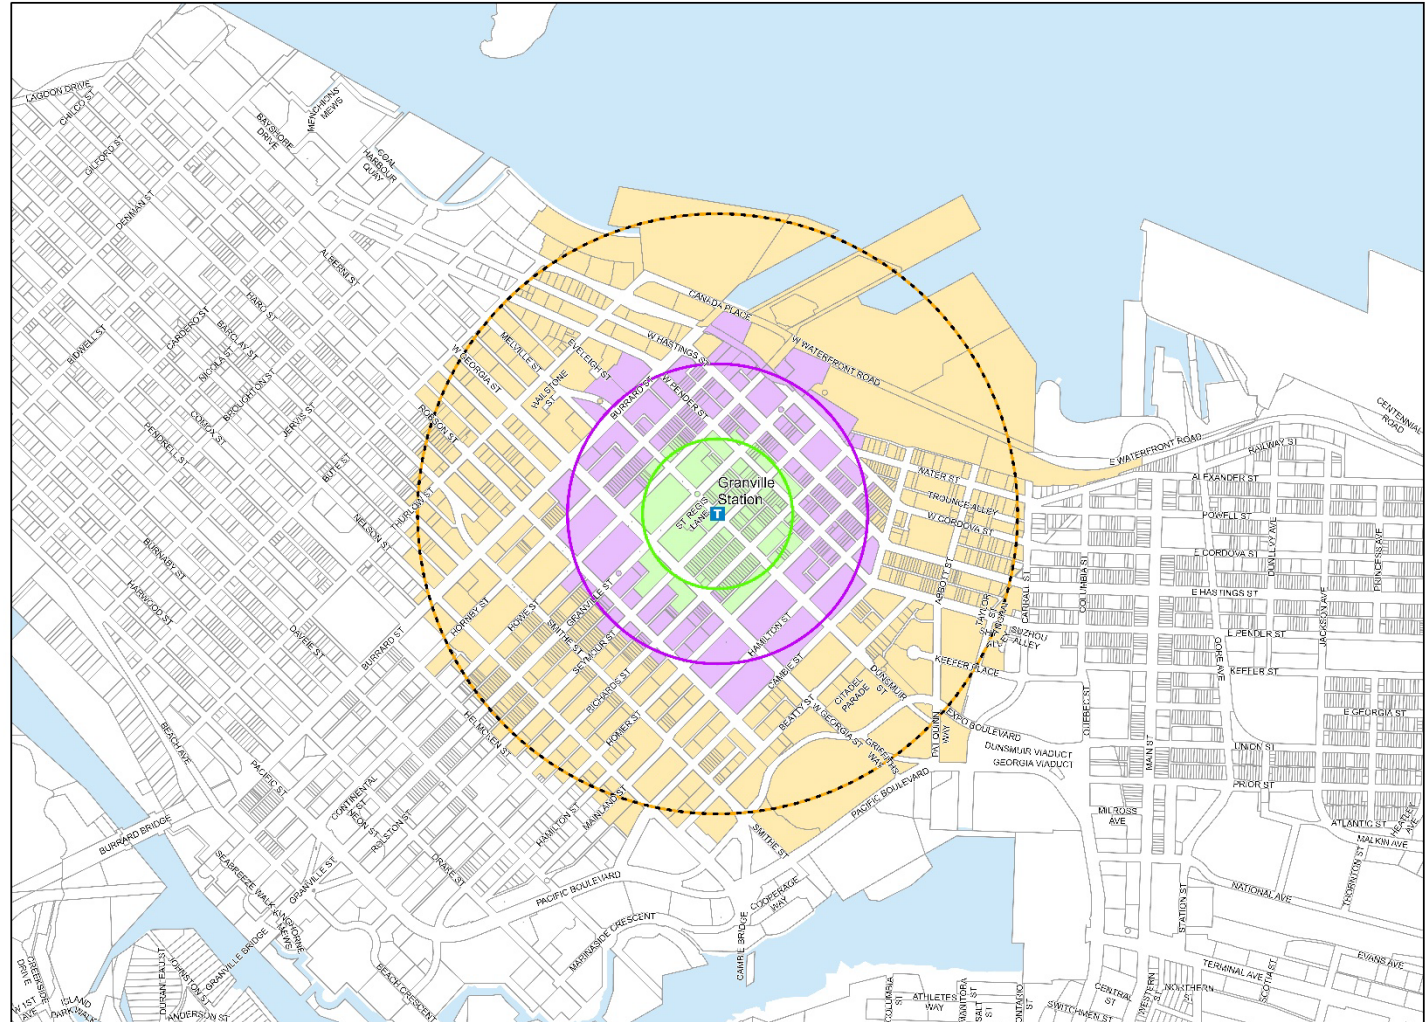 LAGOON DRIVE
CHILCO ST
GILFORD ST
DENMAN ST
BAYSHORE
DRIVE
MENCHIONS
MEWS
COAL
HARBOUR
QUAY
ALBERNI ST
HARO ST
BARCLAY ST
CARDERO ST
NICOLA ST
BIDWELL ST
BROUGHTON ST
COMOX ST
PENDRELL ST
JERVIS ST
BUTE ST
NELSON ST
THURLOW ST
BURNABY ST
HARWOOD ST
DAVIE ST
BURRARD ST
BEACH AVE
PACIFIC ST
W GEORGIA ST
ROBSON ST
MELVILLE ST
EVELEIGH ST
HAILSTONE
ST
BURRARD ST
W HASTINGS ST
W PENDER ST
CANADA PLACE
W WATERFRONT ROAD
Granville
Station
T
ST REGIS
LANE
WATER ST
TROUNCE ALLEY
W CORDOVA ST
ABBOTT ST
CARRALL ST
COLUMBIA ST
E WATERFRONT ROAD
RAILWAY ST
CENTENNIAL
ROAD
ALEXANDER ST
POWELL ST
E CORDOVA ST
DUNLEVY AVE
PRINCESS AVE
E HASTINGS ST
JACKSON AVE
E PENDER ST
KEEFER ST
GORE AVE
E GEORGIA ST
UNION ST
PRIOR ST
SUZHOU
ALLEY
KEEFER PLACE
QUEBEC ST
MAIN ST
HORNBY ST
HOWE ST
GRANVILLE ST
SMITHE ST
SEYMOUR ST
RICHARDS ST
HOMER ST
HAMILTON ST
CAMBIE ST
BEATTY ST
W GEORGIA ST
CITADEL
PARADE
DUNSMUIR
ST
GRIFFITHS
WAY
PAT QUINN
WAY
EXPO BOULEVARD
DUNSMUIR VIADUCT
GEORGIA VIADUCT
PACIFIC BOULEVARD
HELMCKEN ST
MAINLAND ST
HAMILTON ST
SMITHE ST
CONTINENTAL
ST
NEON ST
ROLSTON ST
DRAKE ST
BURRARD BRIDGE
SEABREEZE WALK
KINGHORNE
MEWS
GRANVILLE ST
GRANVILLE BRIDGE
PACIFIC BOULEVARD
MARINASIDE CRESCENT
COOPERAGE
WAY
CAMBIE BRIDGE
BEACH CRESCENT
CREEKSIDE
DRIVE
W 1ST
AVE
ISLAND
PARK WALK
DURANLEAU ST
JOHNSTON ST
ANDERSON ST
MILROSS
AVE
ATLANTIC ST
HEATLEY
AVE
MALKIN AVE
THORNTON ST
NATIONAL AVE
STATION ST
TERMINAL AVE
EVANS AVE
SCOTIA ST
NORTHERN
ST
WESTERN
ST
CENTRAL
ST
SWITCHMEN ST
ONTARIO
ST
MANITOBA
ST
SALT ST
ATHLETES
WAY
COLUMBIA
ST